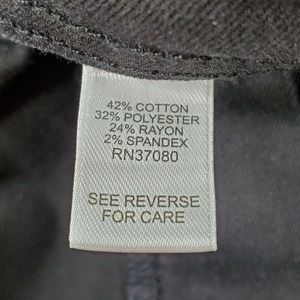 42% COTTON
32% POLYESTER
24% RAYON
2% SPANDEX
RN37080
SEE REVERSE
FOR CARE